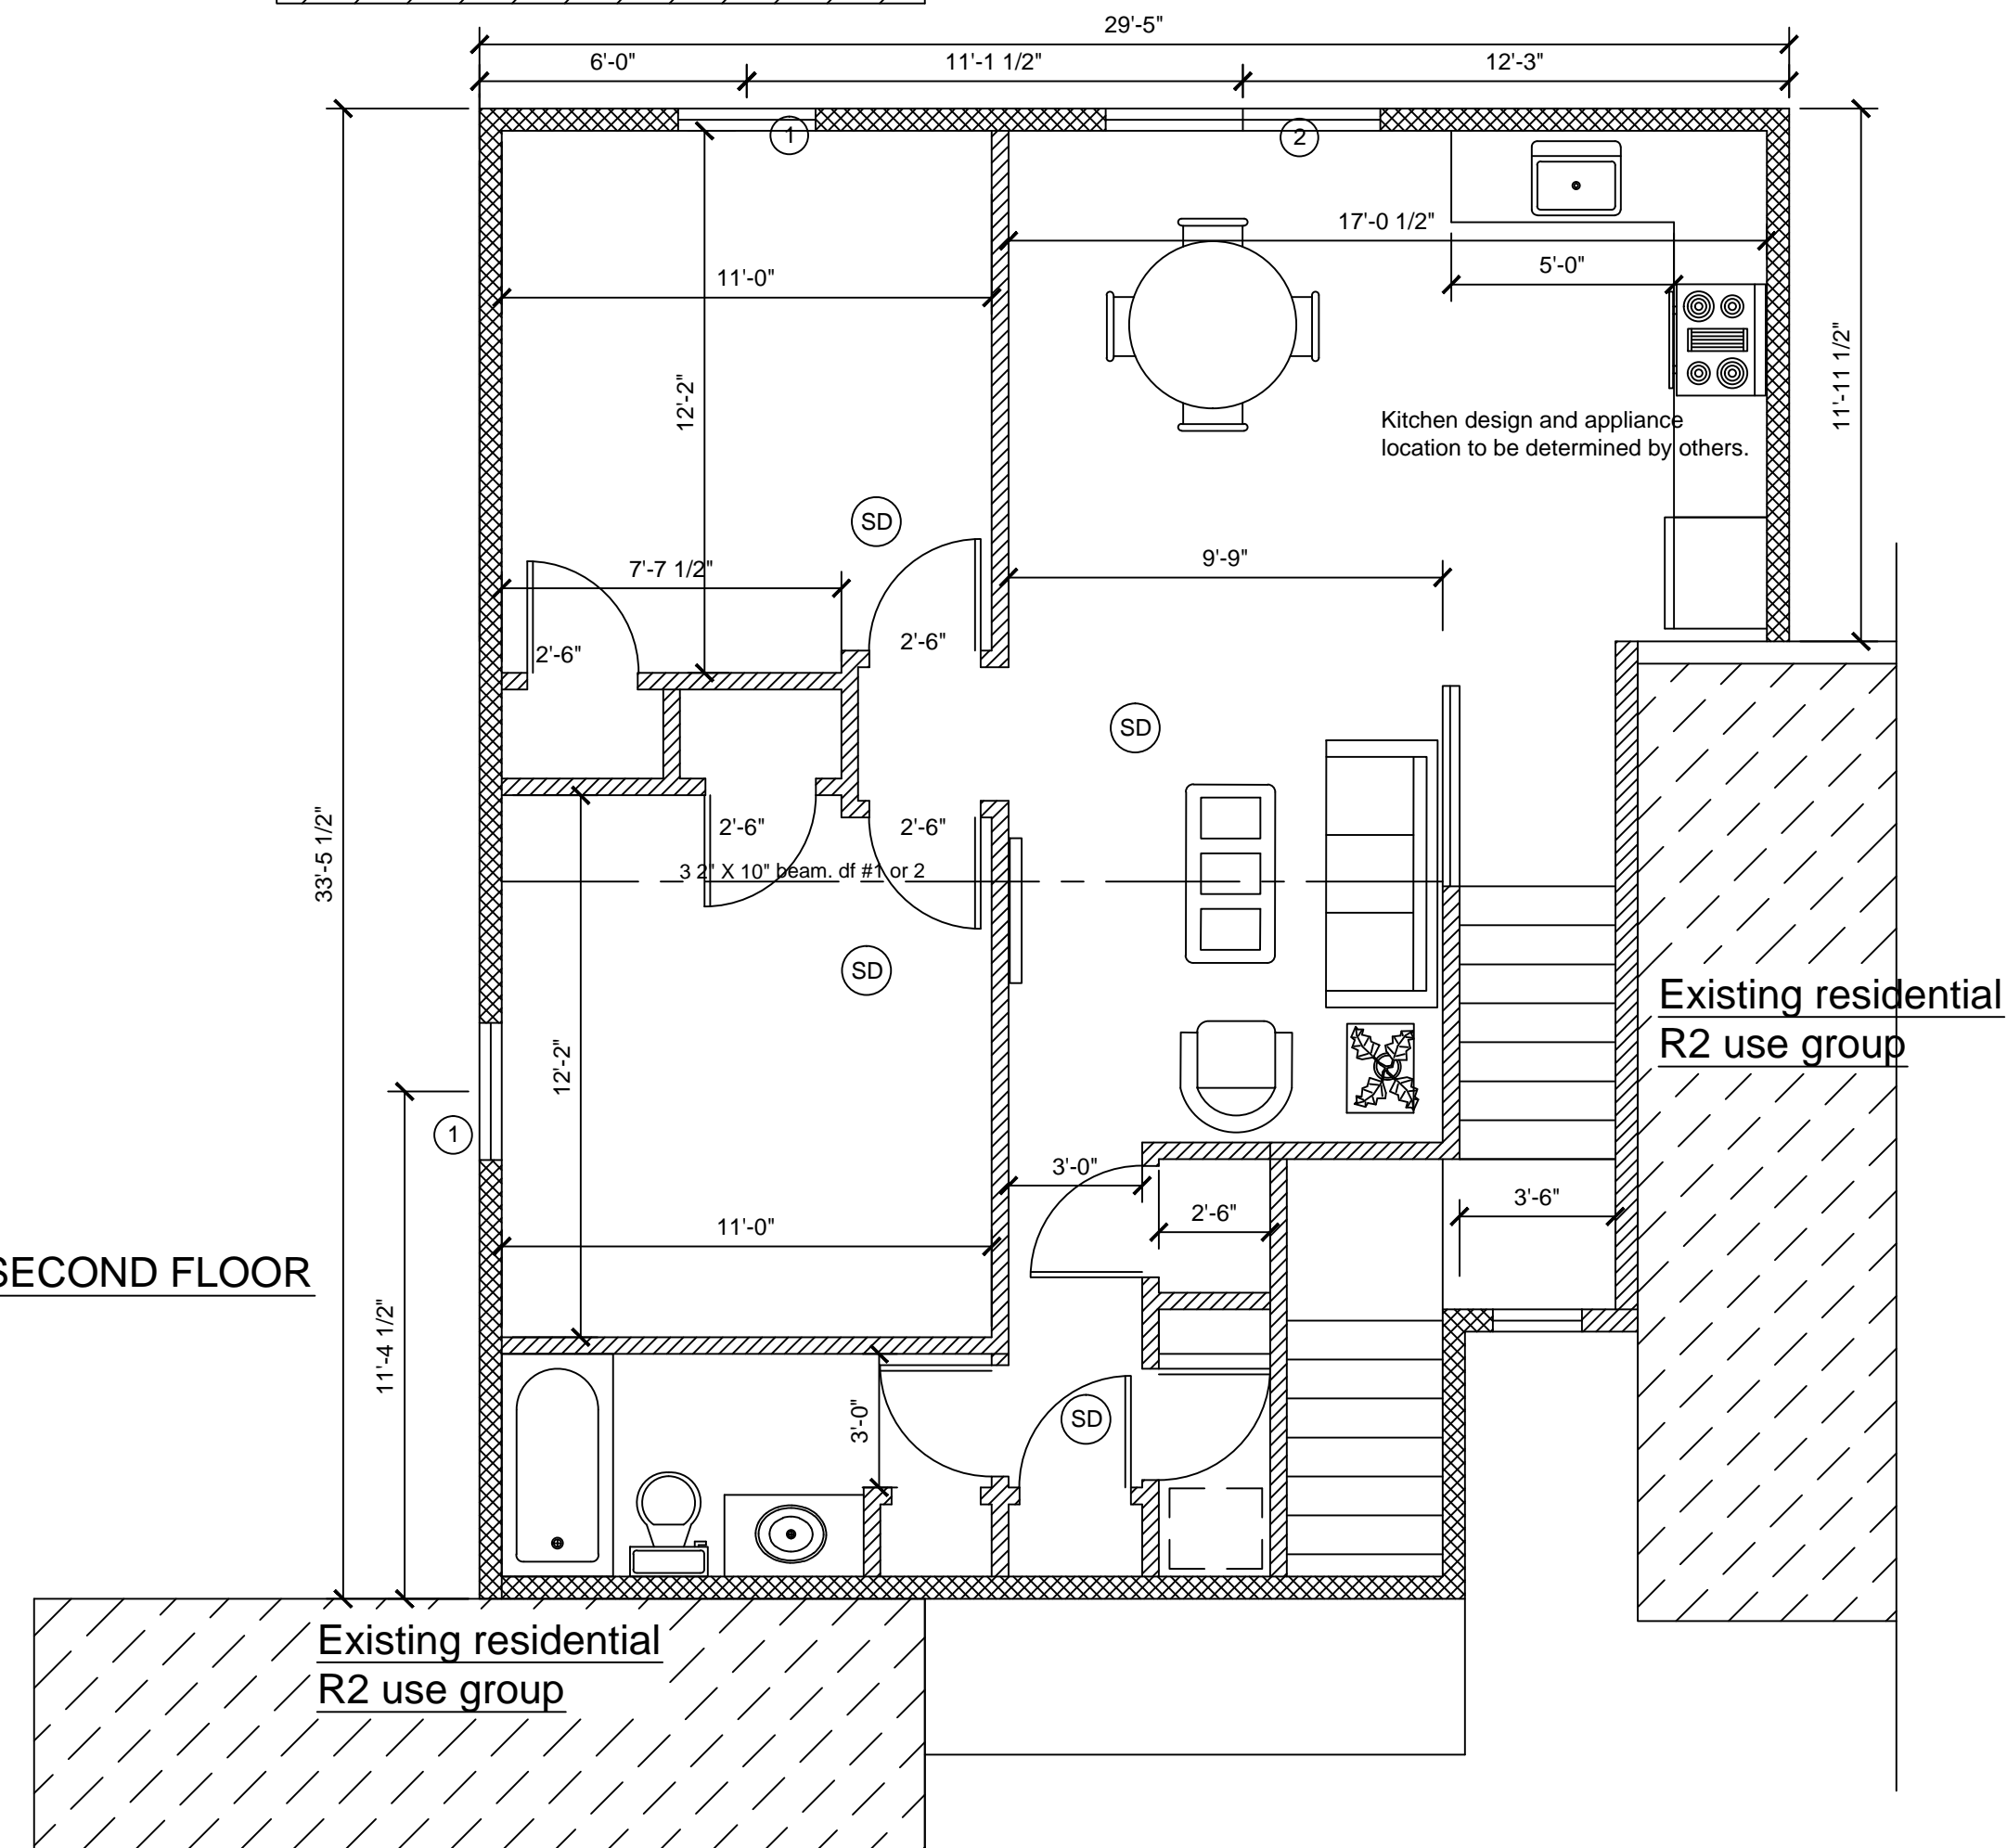 29'-5"
6'-0"
11'-1 1/2"
12'-3"
1
2
17'-0 1/2"
5'-0"
11'-0"
12'-2"
11'-11 1/2"
Kitchen design and appliance
location to be determined by others.
SD
7'-7 1/2"
9'-9"
2'-6"
2'-6"
SD
2'-6"
2'-6"
33'-5 1/2"
3 2" X 10" beam. df #1 or 2
SD
Existing residential
R2 use group
12'-2"
1
3'-0"
2'-6"
3'-6"
11'-0"
SECOND FLOOR
11'-4 1/2"
3'-0"
SD
Existing residential
R2 use group